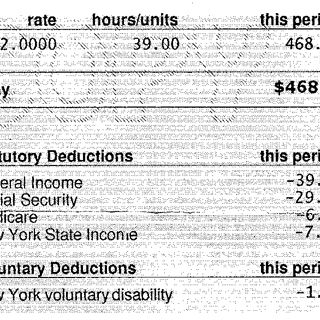 rate hours/units this peri
2.0000 39.00 468.
y $468
tutory Deductions this peri
eral Income -39.
ial Security -29.
dicare -6.
v York State Income -7.
untary Deductions this peri
v York voluntary disability -1.